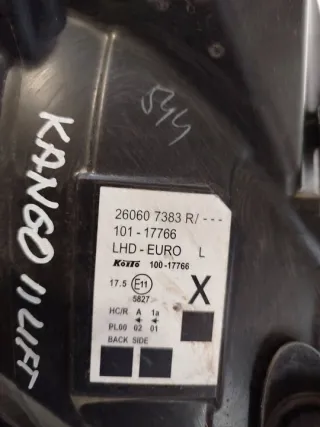 544
KANGO II LIFT
26060 7383 R/ - - -
101 - 17766
LHD - EURO L
Koito 100-17766
17.5 E11 X
5827
HC/R A 1a
PL00 02 01
BACK SIDE